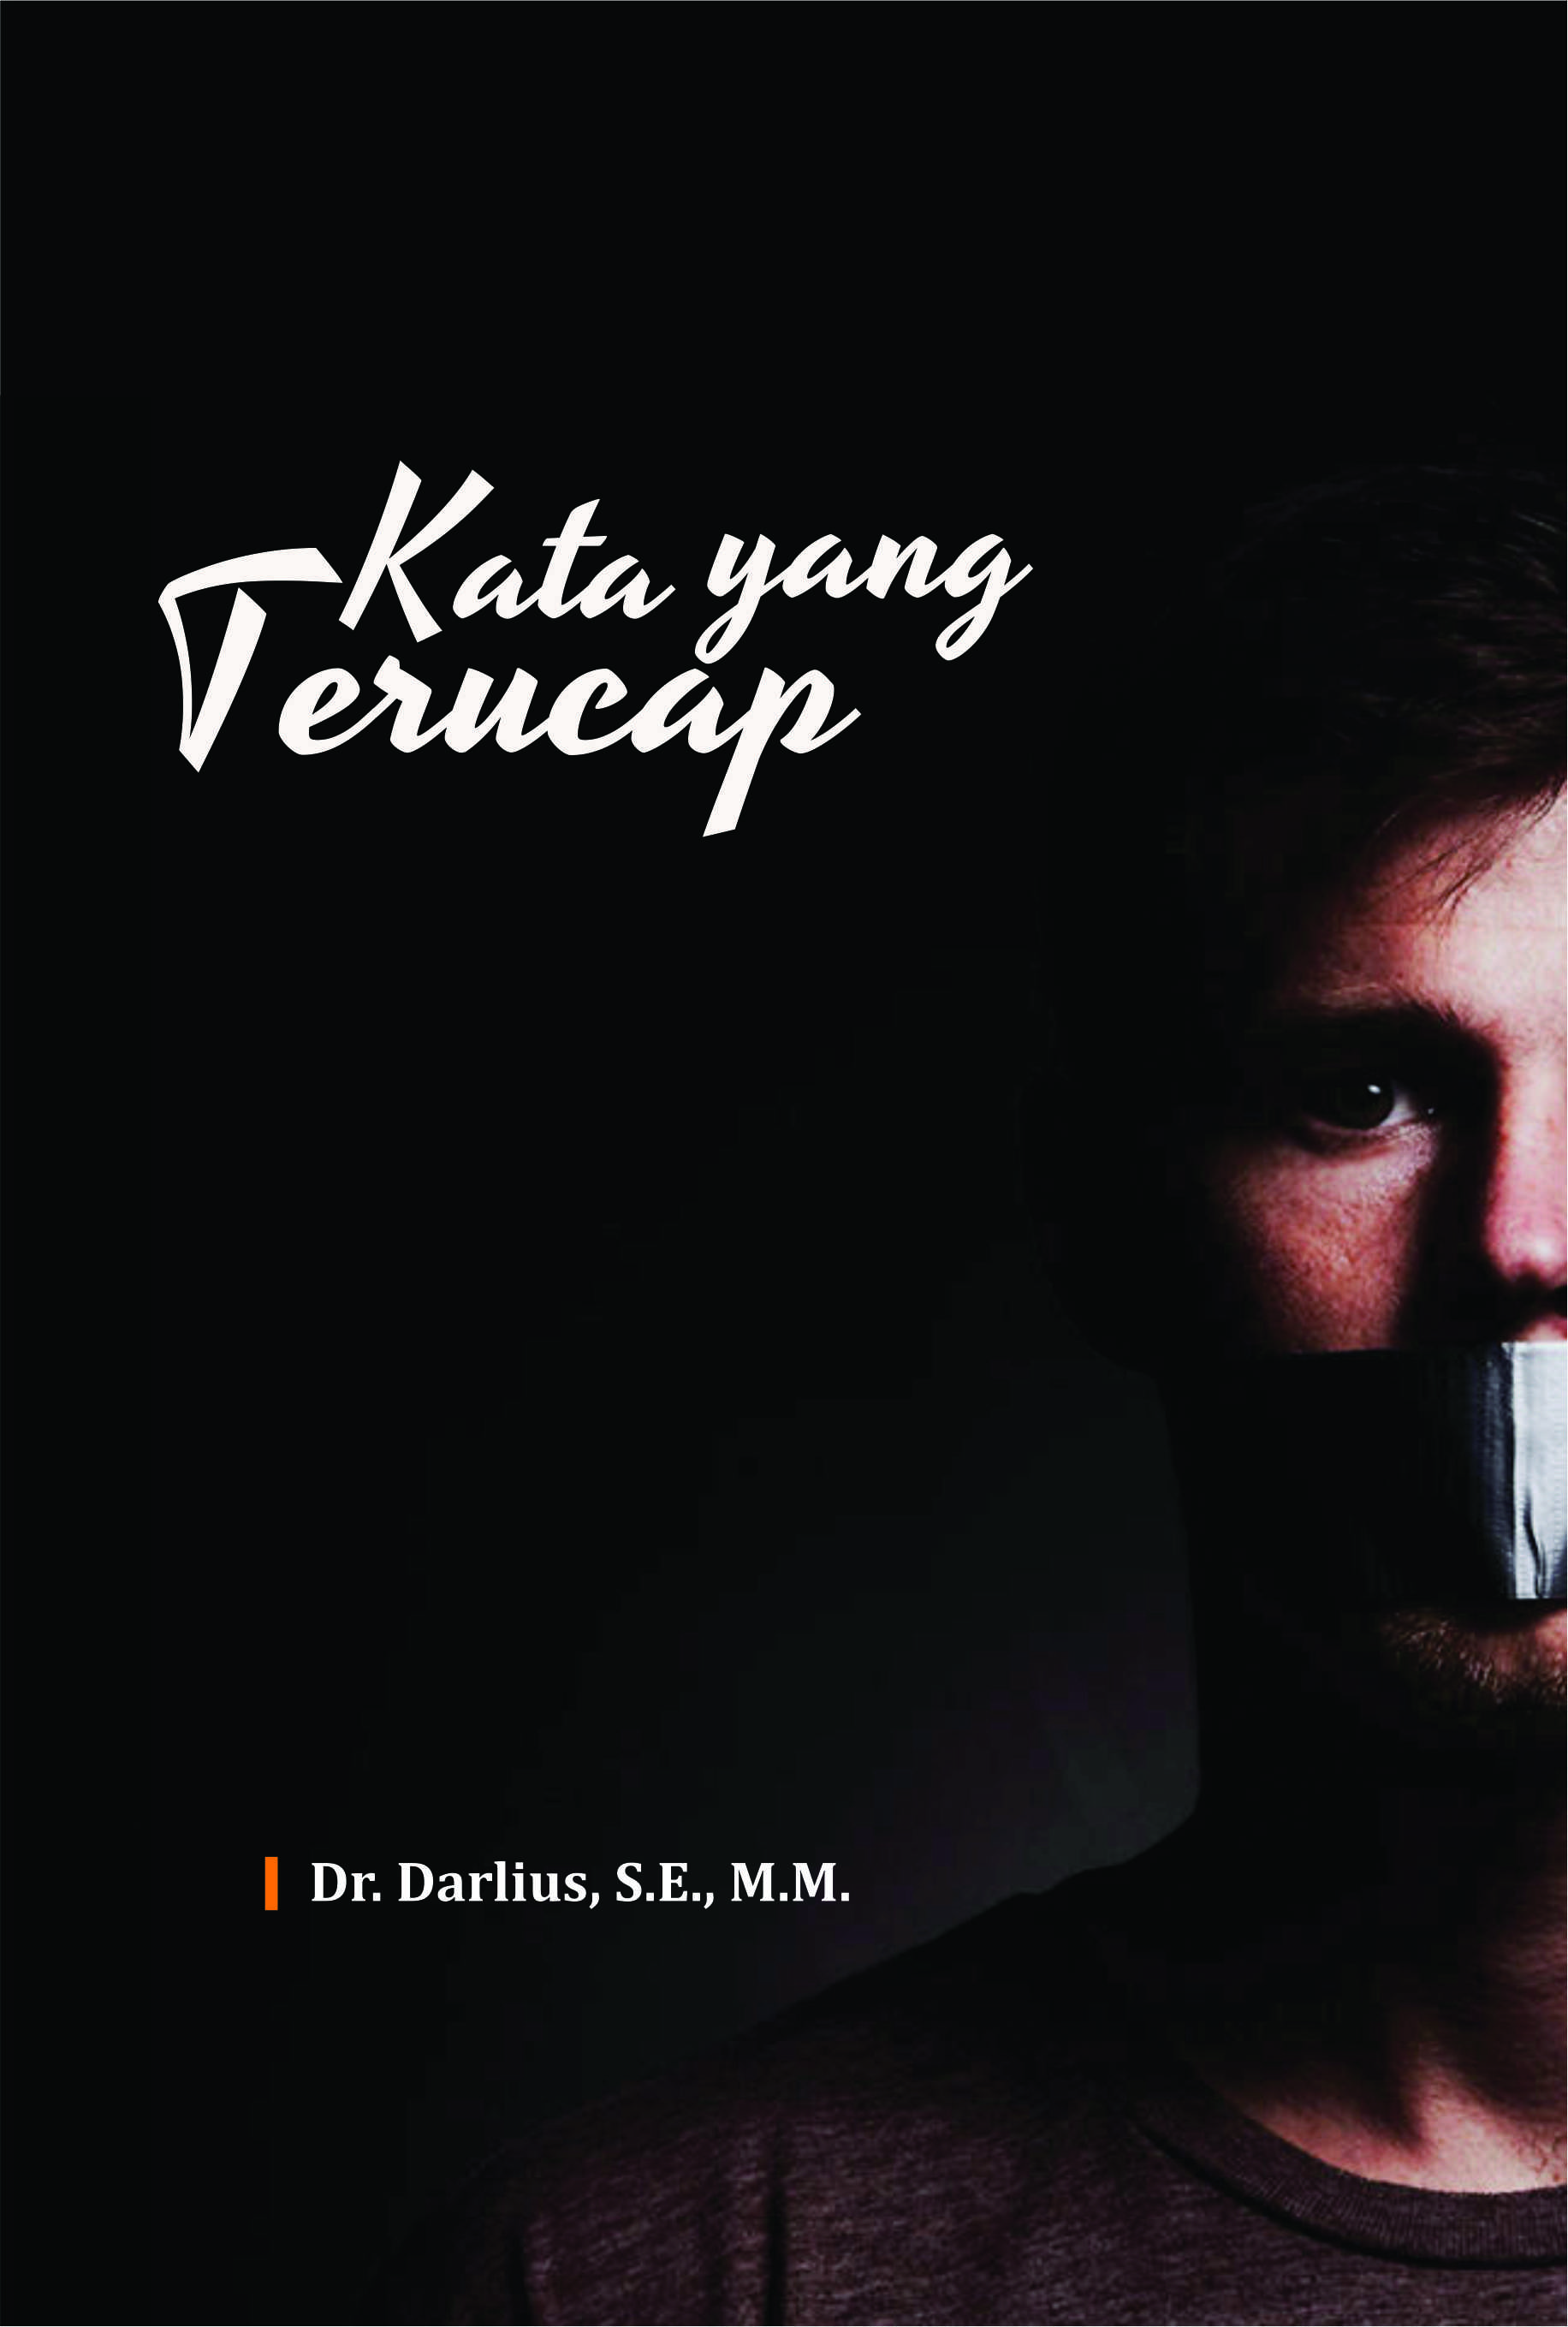 Kata yang
Terucap
Dr. Darlius, S.E., M.M.